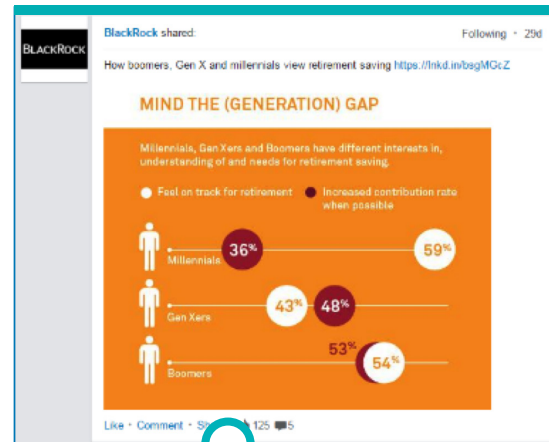 BlackRock shared:
Following · 29d
BLACKROCK
How boomers, Gen X and millennials view retirement saving https://lnkd.in/bsgMGcZ
MIND THE (GENERATION) GAP
Millennials, Gen Xers and Boomers have different interests in,
understanding of and needs for retirement saving.
Feel on track for retirement
Increased contribution rate
when possible
36%
59%
Millennials
43%
48%
Gen Xers
53%
54%
Boomers
Like · Comment · 125 5